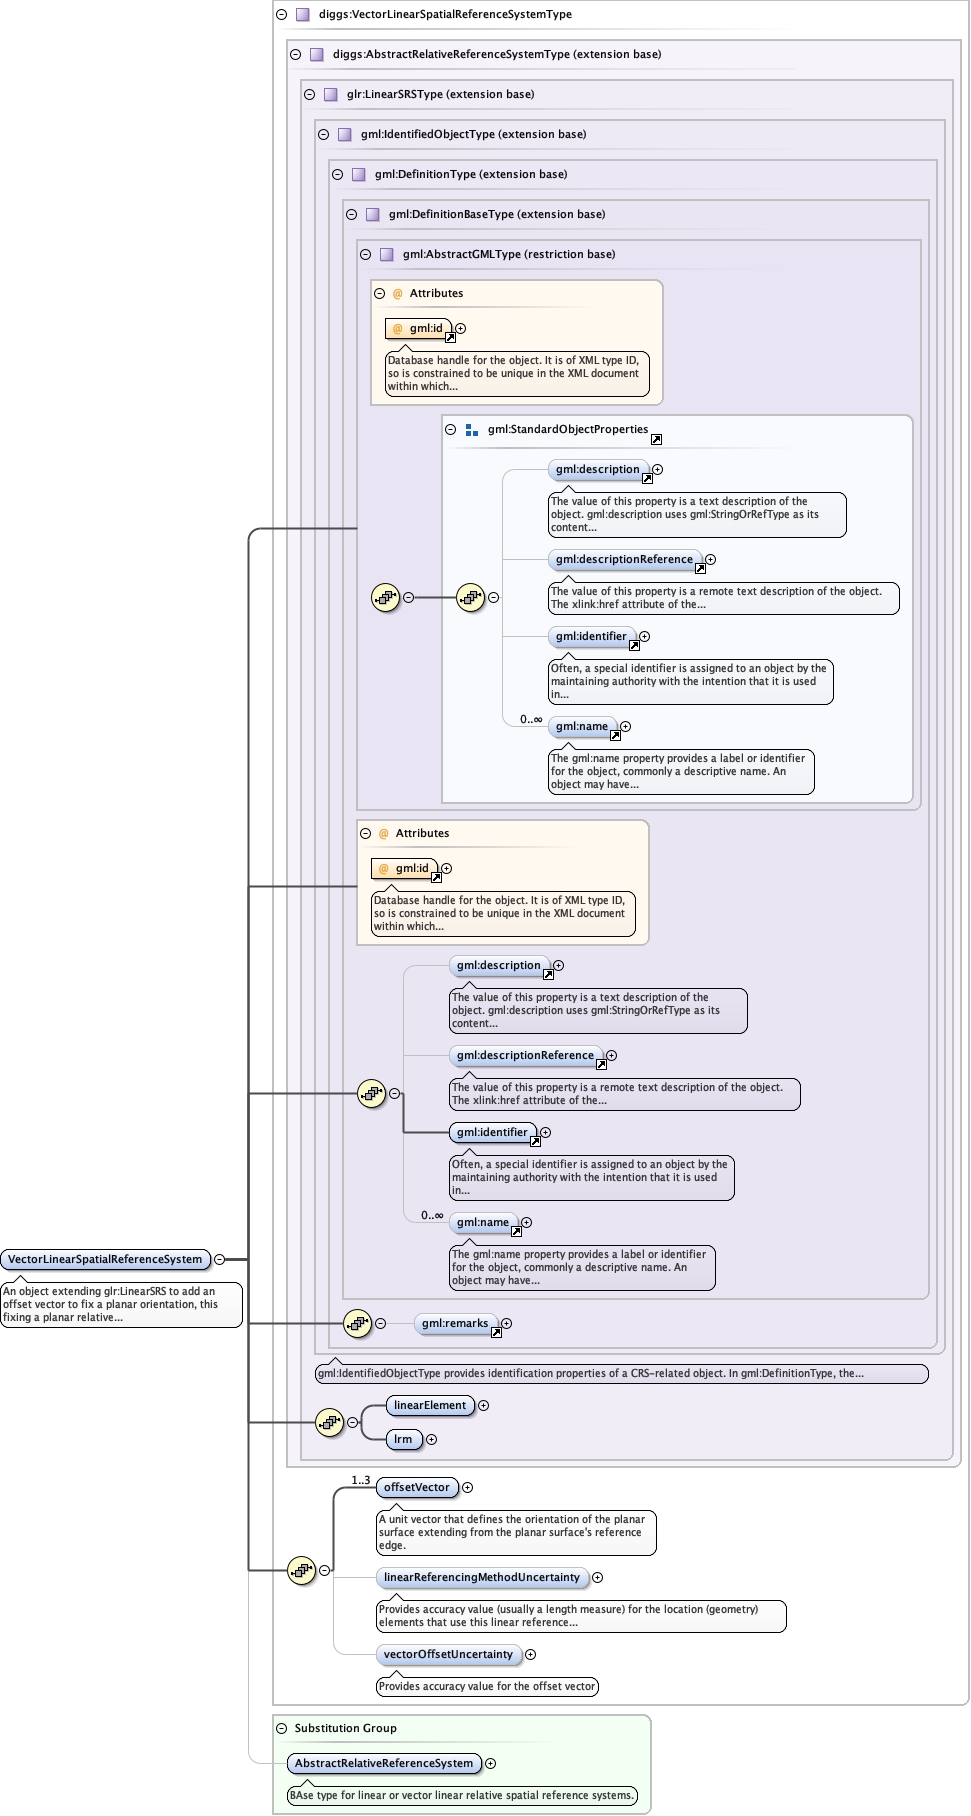 diggs:VectorLinearSpatialReferenceSystemType
diggs:AbstractRelativeReferenceSystemType (extension base)
glr:LinearSRSType (extension base)
gml:IdentifiedObjectType (extension base)
gml:DefinitionType (extension base)
gml:DefinitionBaseType (extension base)
gml:AbstractGMLType (restriction base)
@ Attributes
@ gml:id
Database handle for the object. It is of XML type ID,
so is constrained to be unique in the XML document
within which...
gml:StandardObjectProperties
gml:description
The value of this property is a text description of the
object. gml:description uses gml:StringOrRefType as its
content...
gml:descriptionReference
The value of this property is a remote text description of the object.
The xlink:href attribute of the...
gml:identifier
Often, a special identifier is assigned to an object by the
maintaining authority with the intention that it is used
in...
0..∞
gml:name
The gml:name property provides a label or identifier
for the object, commonly a descriptive name. An
object may have...
@ Attributes
@ gml:id
Database handle for the object. It is of XML type ID,
so is constrained to be unique in the XML document
within which...
gml:description
The value of this property is a text description of the
object. gml:description uses gml:StringOrRefType as its
content...
gml:descriptionReference
The value of this property is a remote text description of the object.
The xlink:href attribute of the...
gml:identifier
Often, a special identifier is assigned to an object by the
maintaining authority with the intention that it is used
in...
0..∞
gml:name
The gml:name property provides a label or identifier
for the object, commonly a descriptive name. An
object may have...
VectorLinearSpatialReferenceSystem
An object extending glr:LinearSRS to add an
offset vector to fix a planar orientation, this
fixing a planar relative...
gml:remarks
gml:IdentifiedObjectType provides identification properties of a CRS-related object. In gml:DefinitionType, the...
linearElement
lrm
1..3
offsetVector
A unit vector that defines the orientation of the planar
surface extending from the planar surface's reference
edge.
linearReferencingMethodUncertainty
Provides accuracy value (usually a length measure) for the location (geometry)
elements that use this linear reference...
vectorOffsetUncertainty
Provides accuracy value for the offset vector
Substitution Group
AbstractRelativeReferenceSystem
BAse type for linear or vector linear relative spatial reference systems.